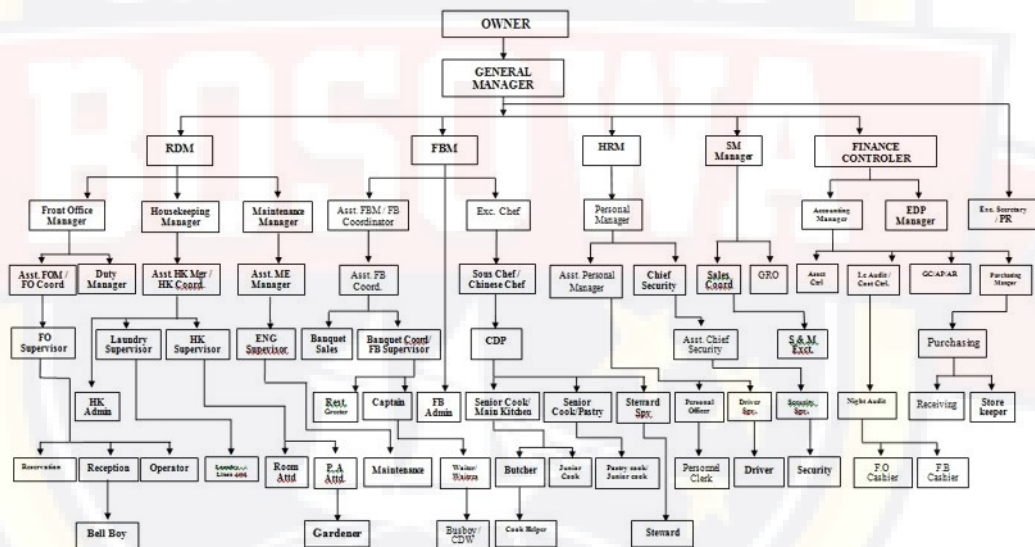 BOSOWA
OWNER
GENERAL
MANAGER
RDM
FBM
HRM
SM
Manager
FINANCE
CONTROLER
Front Office
Manager
Housekeeping
Manager
Maintenance
Manager
Asst. FBM / FB
Coordinator
Exc. Chef
Personal
Manager
Accounting
Manager
EDP
Manager
Exc. Secretary
/ PR
Asst. FOM /
FO Coord
Duty
Manager
Asst. HK Mgr /
HK Coord.
Asst. ME
Manager
Asst. FB
Coord.
Sous Chef /
Chinese Chef
Asst. Personal
Manager
Chief
Security
Sales
Coord
GRO
Asset
Ctrl
Audit /
Cost Ctrl.
GC/AP/AR
Purchasing
Manger
FO
Supervisor
Laundry
Supervisor
HK
Supervisor
ENG
Supervisor
Banquet
Sales
Banquet Coord/
FB Supervisor
CDP
Asst. Chief
Security
S & M
Exct.
Purchasing
HK
Admin
Rest.
Greeter
Captain
FB
Admin
Senior Cook/
Main Kitchen
Senior
Cook/Pastry
Steward
Spv.
Personal
Officer
Driver
Spv.
Security
Spv.
Night Audit
Receiving
Store
keeper
Reservation
Reception
Operator
Laundry
Room
Attd
P.A
Attd.
Maintenance
Waiter/
Waitress
Butcher
Junior
Cook
Pastry cook/
Junior cook
Personnel
Clerk
Driver
Security
F.O
Cashier
F.B
Cashier
Bell Boy
Gardener
Busboy /
CDW
Cook Helper
Steward